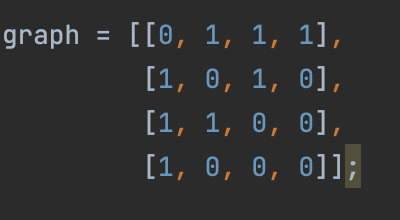 graph = [[0, 1, 1, 1],
[1, 0, 1, 0],
[1, 1, 0, 0],
[1, 0, 0, 0]];